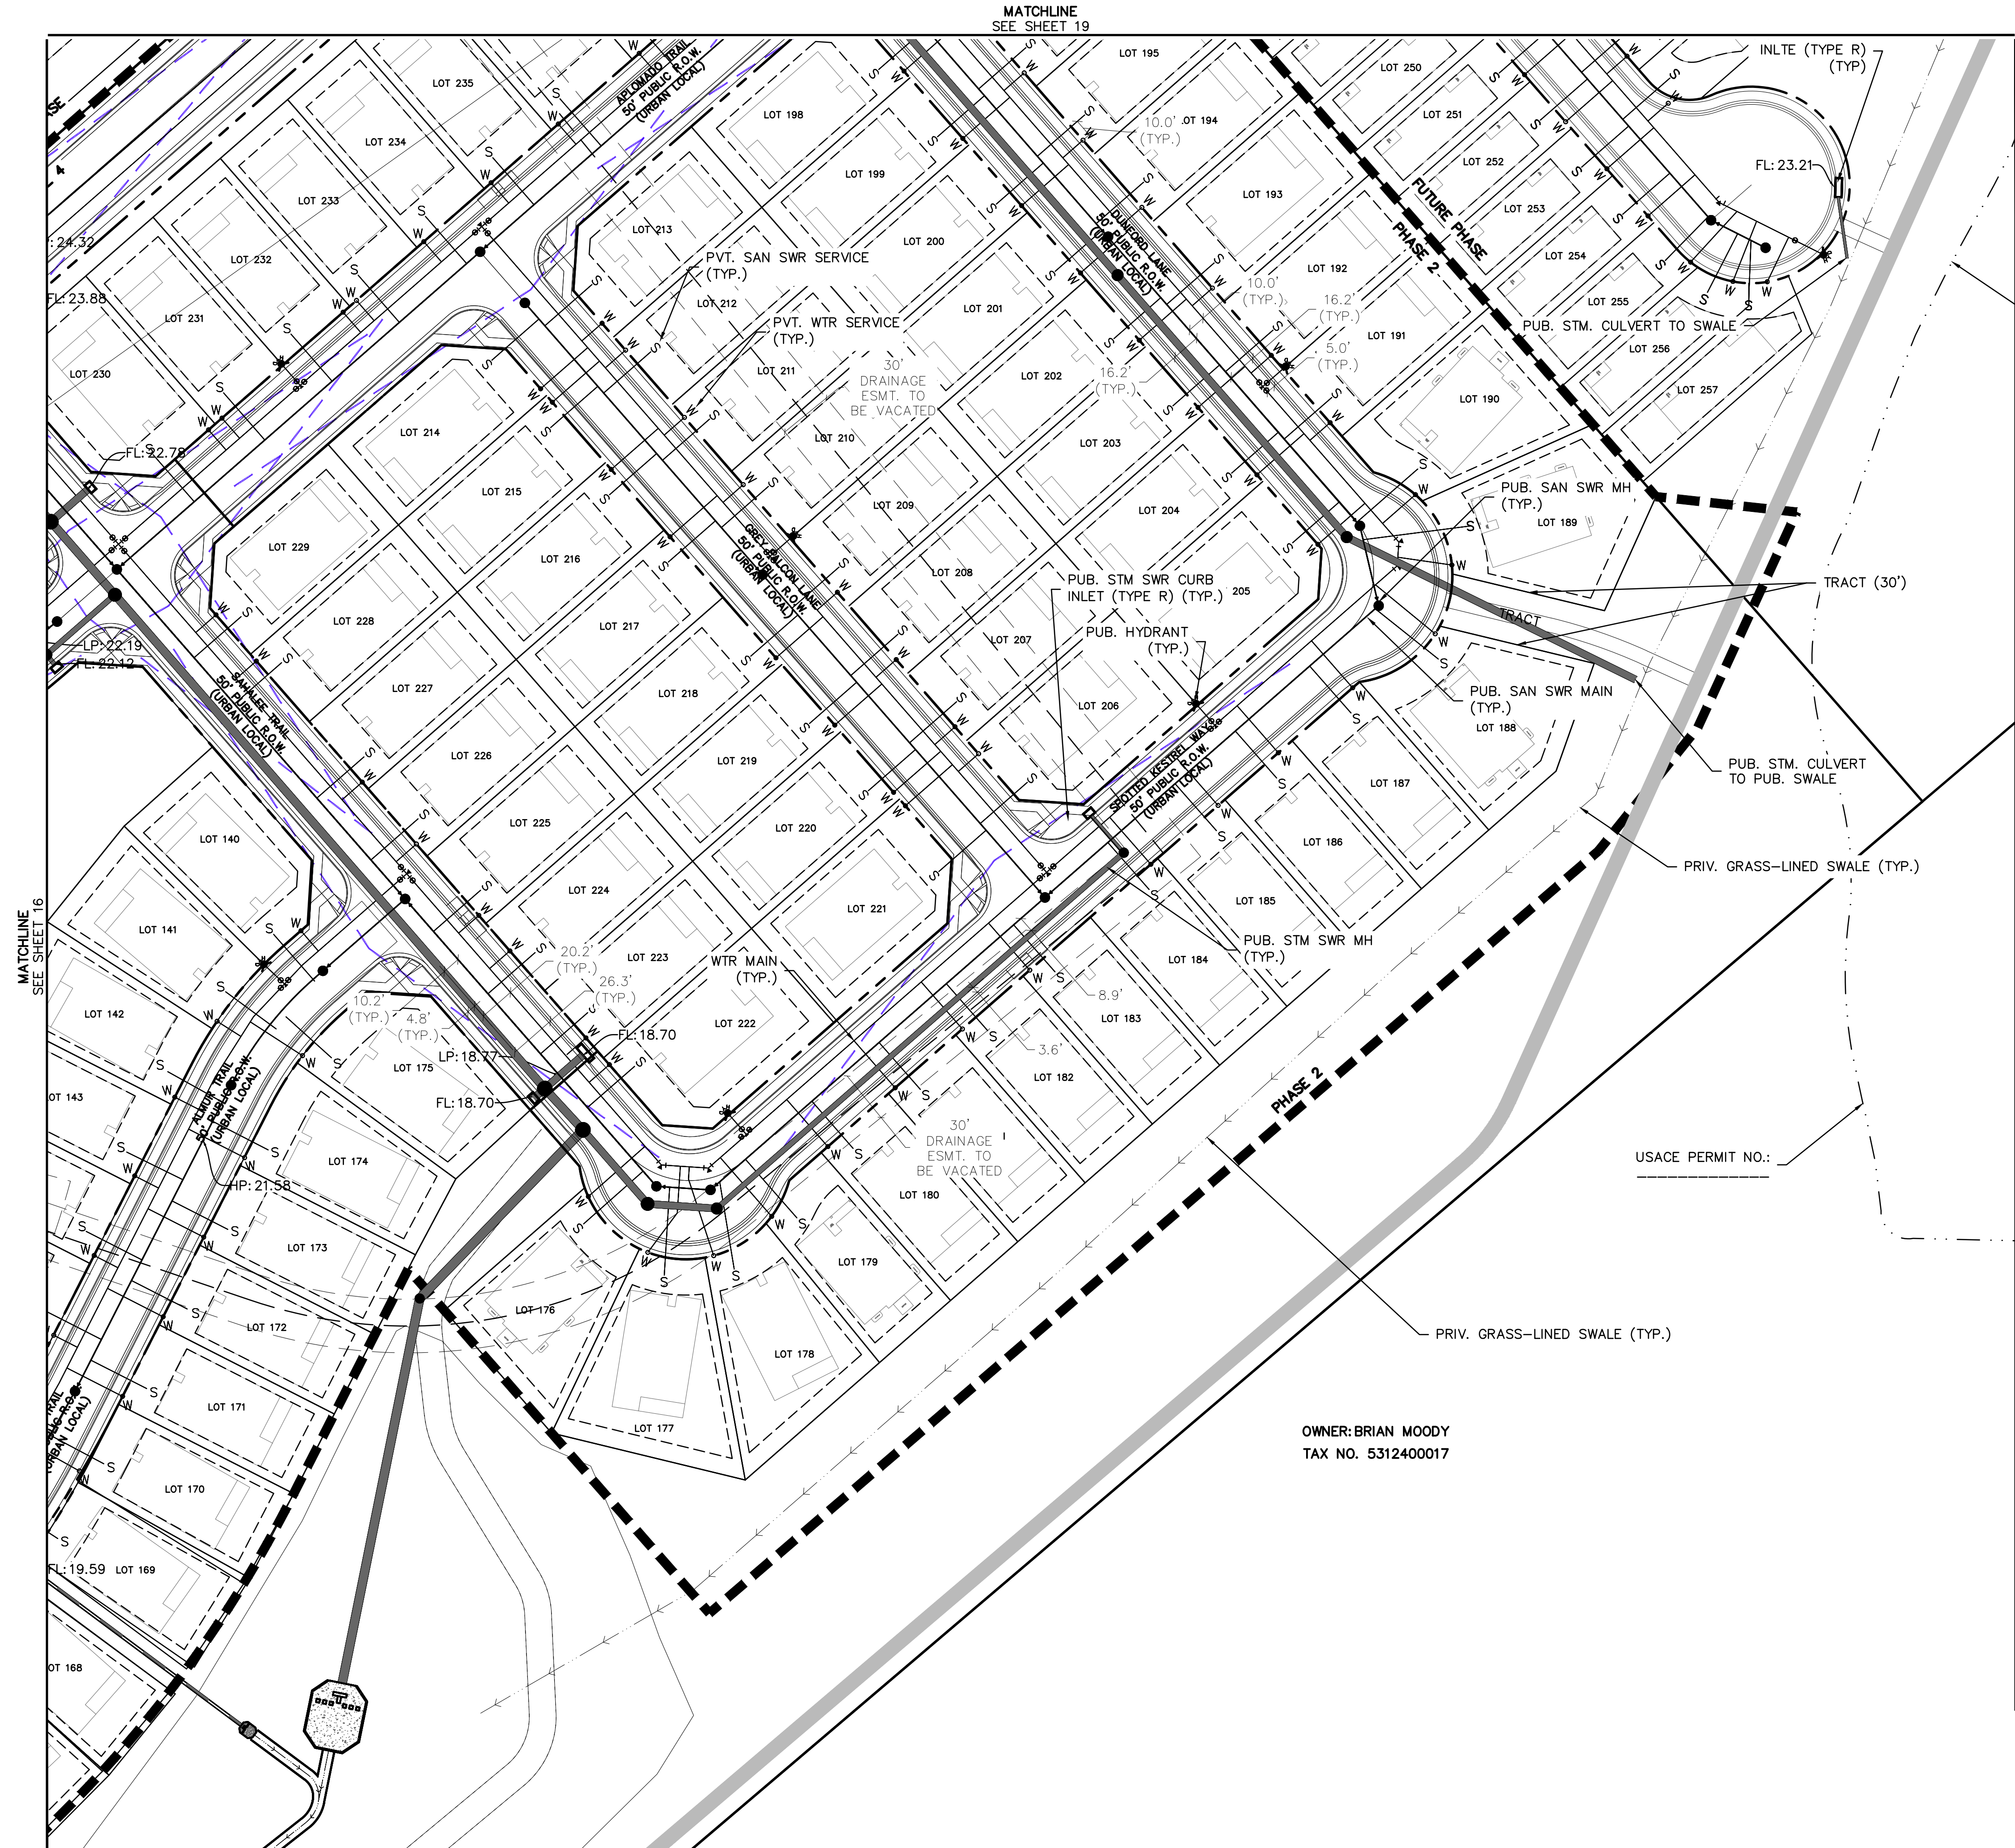 MATCHLINE
SEE SHEET 19
INLTE (TYPE R)
(TYP)
LOT 195
LOT 250
LOT 235
APLOMADO TRAIL
50' PUBLIC R.O.W.
(URBAN LOCAL)
LOT 198
10.0'
(TYP.)
LOT 251
LOT 234
LOT 252
FL: 23.21
LOT 199
LOT 193
FUTURE PHASE
PHASE 2
LOT 233
LOT 253
LOT 213
LOT 200
DUNFORD LANE
50' PUBLIC R.O.W.
(URBAN LOCAL)
LOT 254
LOT 232
PVT. SAN SWR SERVICE
(TYP.)
LOT 192
FL: 23.88
LOT 212
10.0'
(TYP.)
16.2'
(TYP.)
LOT 255
LOT 231
LOT 201
PVT. WTR SERVICE
(TYP.)
PUB. STM. CULVERT TO SWALE
LOT 191
LOT 256
5.0'
(TYP.)
LOT 230
LOT 211
30'
DRAINAGE
ESMT. TO
BE VACATED
LOT 202
16.2'
(TYP.)
LOT 257
LOT 190
LOT 214
LOT 210
LOT 203
FL: 22.78
LOT 215
PUB. SAN SWR MH
(TYP.)
LOT 209
LOT 204
LOT 189
LOT 229
LOT 216
GREY FALCON LANE
50' PUBLIC R.O.W.
(URBAN LOCAL)
LOT 208
PUB. STM SWR CURB
INLET (TYPE R) (TYP.)
205
TRACT (30')
TRACT
LOT 228
LOT 217
LOT 207
PUB. HYDRANT
(TYP.)
LP: 22.19
FL: 22.12
LOT 227
LOT 218
PUB. SAN SWR MAIN
(TYP.)
SAHALEE TRAIL
50' PUBLIC R.O.W.
(URBAN LOCAL)
LOT 206
LOT 188
LOT 226
LOT 219
SPOTTED KESTREL WAY
50' PUBLIC R.O.W.
(URBAN LOCAL)
PUB. STM. CULVERT
TO PUB. SWALE
LOT 187
LOT 225
LOT 220
LOT 140
LOT 186
PRIV. GRASS-LINED SWALE (TYP.)
LOT 224
LOT 185
LOT 221
MATCHLINE
SEE SHEET 16
LOT 141
PUB. STM SWR MH
(TYP.)
20.2'
(TYP.)
LOT 223
WTR MAIN
(TYP.)
LOT 184
26.3'
(TYP.)
8.9'
10.2'
(TYP.)
LOT 142
4.8'
(TYP.)
LOT 222
LOT 183
FL: 18.70
3.6'
LP: 18.77
LOT 175
LOT 182
FL: 18.70
PHASE 2
ALMUR TRAIL
50' PUBLIC R.O.W.
(URBAN LOCAL)
30'
DRAINAGE
ESMT. TO
BE VACATED
USACE PERMIT NO.:
LOT 174
HP: 21.58
LOT 180
LOT 173
LOT 179
LOT 176
LOT 172
PRIV. GRASS-LINED SWALE (TYP.)
LOT 178
LOT 171
LOT 177
OWNER: BRIAN MOODY
TAX NO. 5312400017
LOT 170
FL: 19.59
LOT 169
OT 168